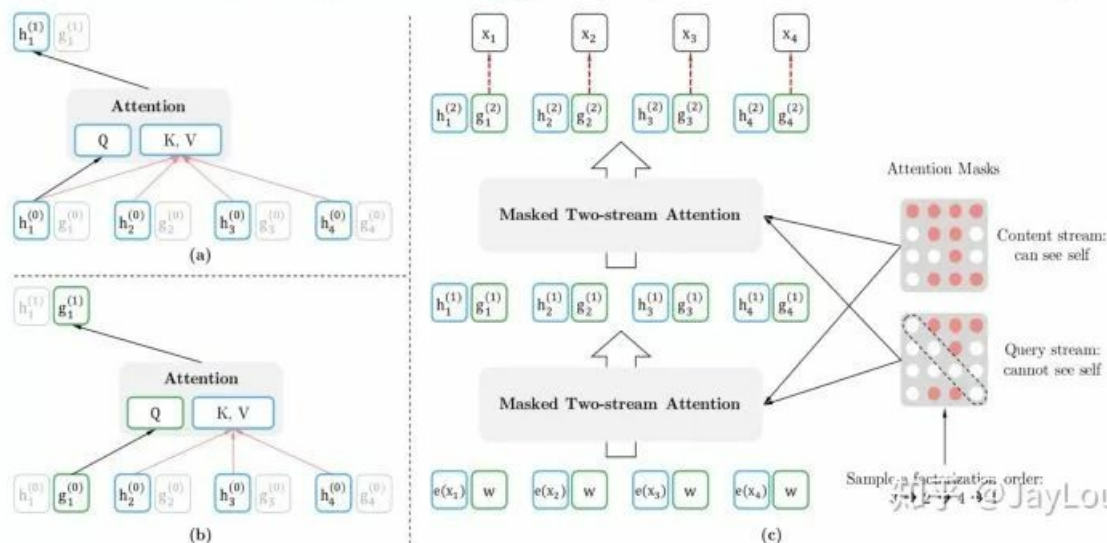 h₁⁽¹⁾ g₁⁽¹⁾
Attention
Q K, V
h₁⁽⁰⁾ g₁⁽⁰⁾ h₂⁽⁰⁾ g₂⁽⁰⁾ h₃⁽⁰⁾ g₃⁽⁰⁾ h₄⁽⁰⁾ g₄⁽⁰⁾
(a)
h₁⁽¹⁾ g₁⁽¹⁾
Attention
Q K, V
h₁⁽⁰⁾ g₁⁽⁰⁾ h₂⁽⁰⁾ g₂⁽⁰⁾ h₃⁽⁰⁾ g₃⁽⁰⁾ h₄⁽⁰⁾ g₄⁽⁰⁾
(b)
x₁ x₂ x₃ x₄
h₁⁽²⁾ g₁⁽²⁾ h₂⁽²⁾ g₂⁽²⁾ h₃⁽²⁾ g₃⁽²⁾ h₄⁽²⁾ g₄⁽²⁾
Masked Two-stream Attention
h₁⁽¹⁾ g₁⁽¹⁾ h₂⁽¹⁾ g₂⁽¹⁾ h₃⁽¹⁾ g₃⁽¹⁾ h₄⁽¹⁾ g₄⁽¹⁾
Masked Two-stream Attention
e(x₁) w e(x₂) w e(x₃) w e(x₄) w
(c)
Attention Masks
Content stream:
can see self
Query stream:
cannot see self
Sample a factorization order:
知乎 @JayLou